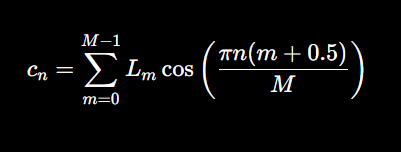 c_n = \sum_{m=0}^{M-1} L_m \cos \left( \frac{\pi n(m + 0.5)}{M} \right)